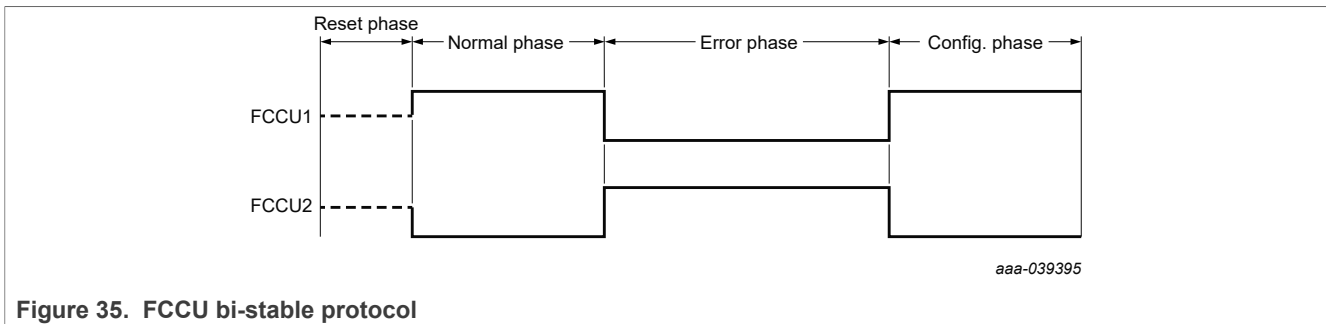 Reset phase
Normal phase
Error phase
Config. phase
FCCU1
FCCU2
aaa-039395
Figure 35. FCCU bi-stable protocol